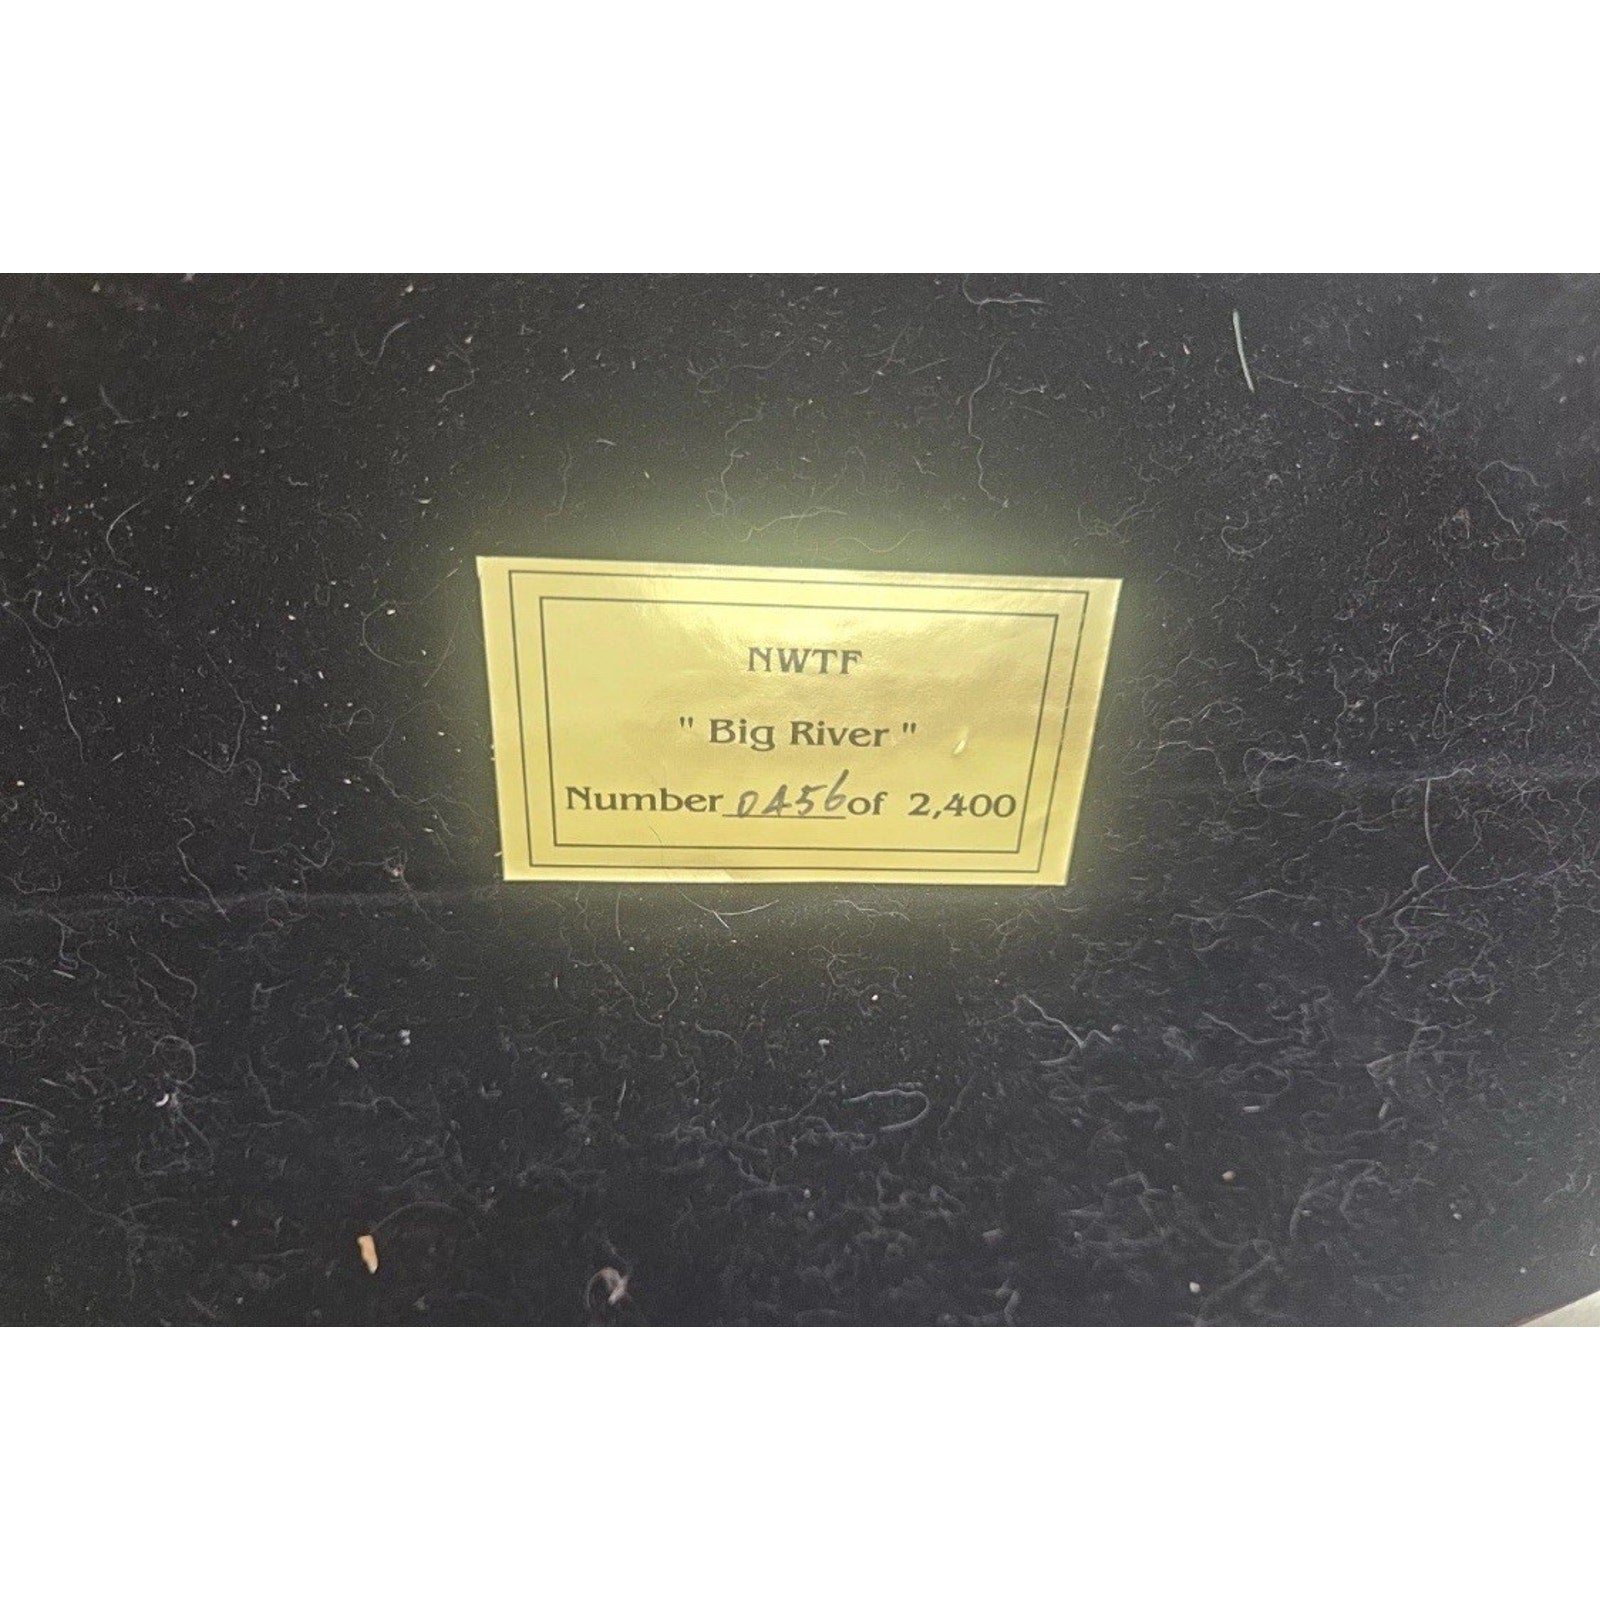 NWTF
" Big River "
Number 0456 of 2,400